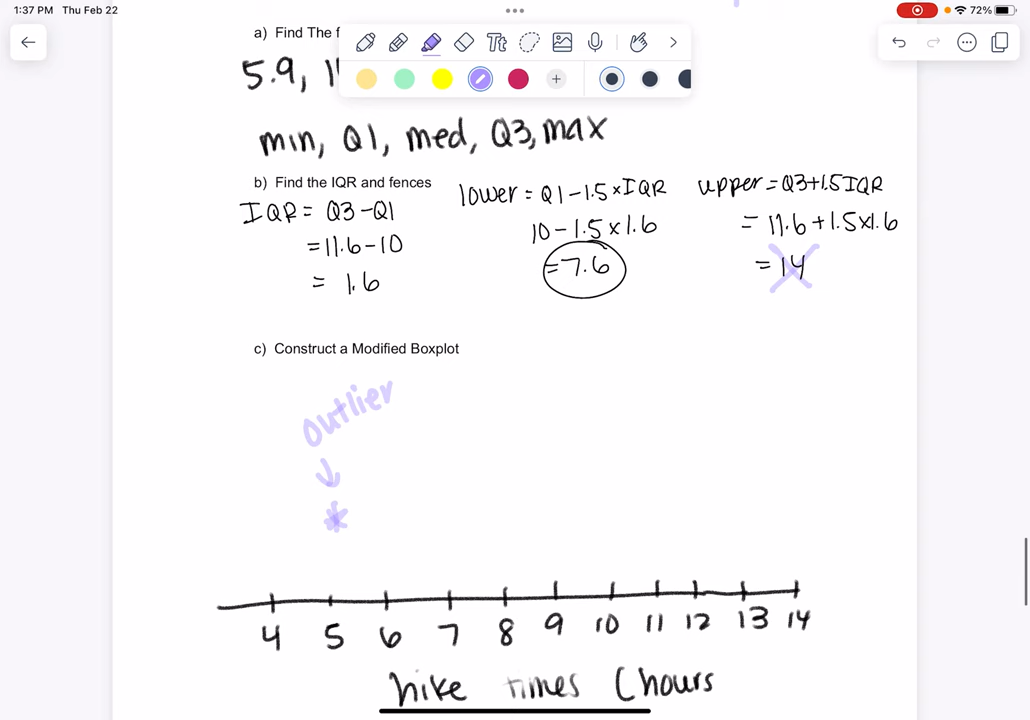 1:37 PM Thu Feb 22
72%
Tt
a) Find The f
5.9, 1
min, Q1, med, Q3, max
b) Find the IQR and fences
IQR = Q3 - Q1
= 11.6 - 10
= 1.6
lower = Q1 - 1.5 × IQR
10 - 1.5 × 1.6
= 7.6
upper = Q3 + 1.5 IQR
= 11.6 + 1.5 × 1.6
= 14
c) Construct a Modified Boxplot
outlier
*
4 5 6 7 8 9 10 11 12 13 14
hike times (hours